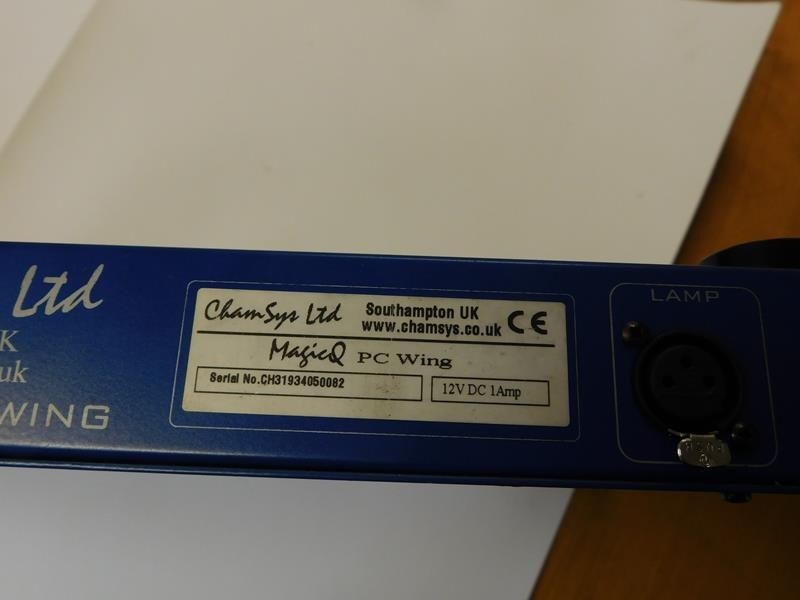 Ltd
K
uk
WING
ChamSys Ltd
Southampton UK
www.chamsys.co.uk CE
MagicQ PC Wing
Serial No.CH31934050082
12V DC 1Amp
LAMP
PUSH